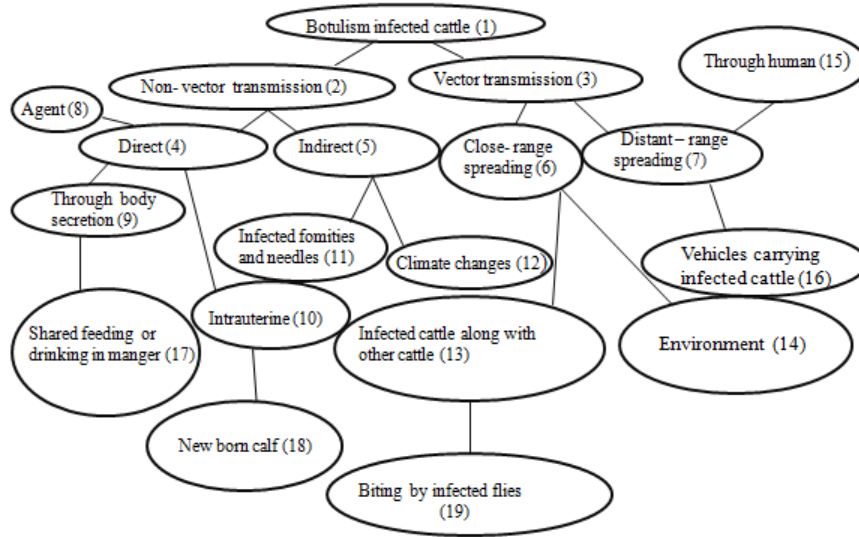 Botulism infected cattle (1)
Through human (15)
Non- vector transmission (2)
Vector transmission (3)
Agent (8)
Direct (4)
Indirect (5)
Close- range
spreading (6)
Distant – range
spreading (7)
Through body
secretion (9)
Infected fomities
and needles (11)
Climate changes (12)
Vehicles carrying
infected cattle (16)
Shared feeding or
drinking in manger (17)
Intrauterine (10)
Infected cattle along with
other cattle (13)
Environment (14)
New born calf (18)
Biting by infected flies
(19)